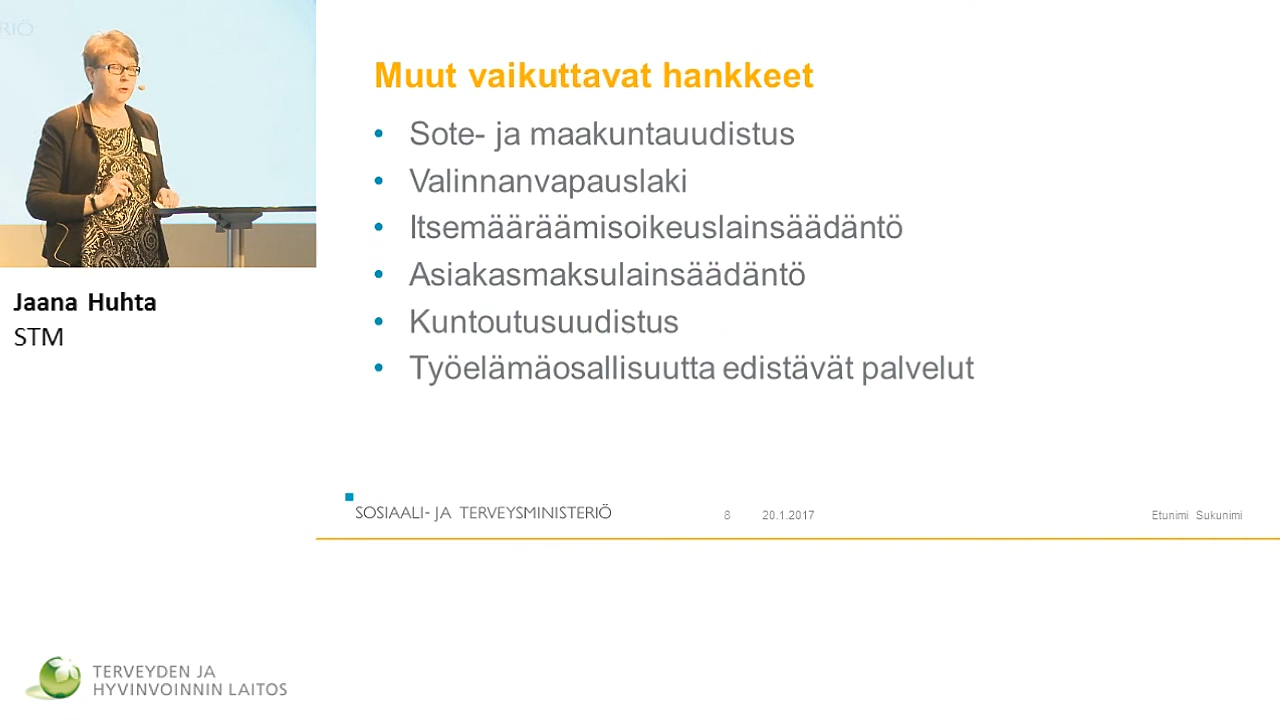 RIÖ
Jaana Huhta
STM
Muut vaikuttavat hankkeet
• Sote- ja maakuntauudistus
• Valinnanvapauslaki
• Itsemääräämisoikeuslainsäädäntö
• Asiakasmaksulainsäädäntö
• Kuntoutusuudistus
• Työelämäosallisuutta edistävät palvelut
SOSIAALI- JA TERVEYSMINISTERIÖ 8 20.1.2017 Etunimi Sukunimi
TERVEYDEN JA
HYVINVOINNIN LAITOS